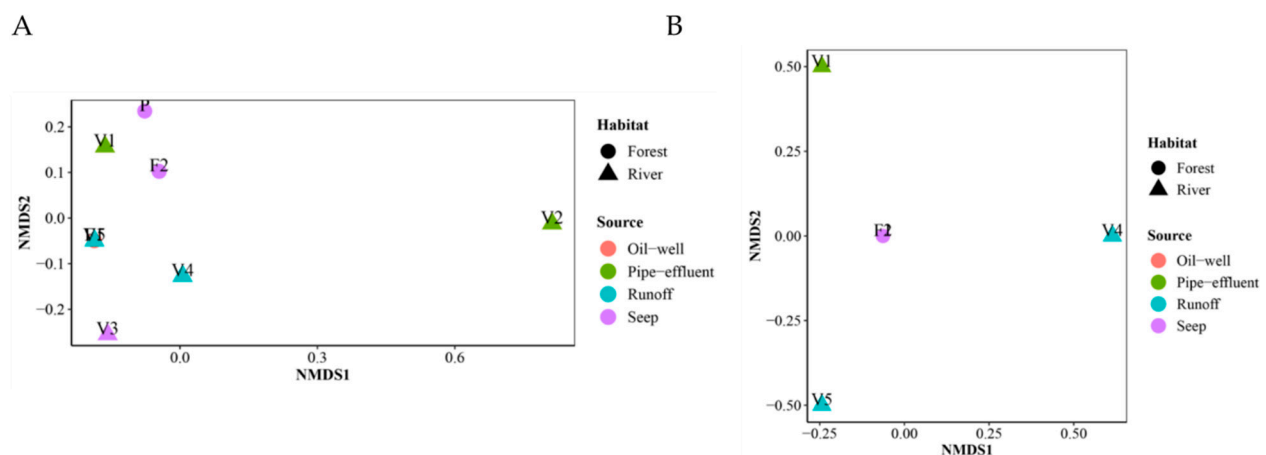 A
B
P
V1
F2
V2
V4
V3
0.2
0.1
0.0
−0.1
−0.2
NMDS2
0.0
0.3
0.6
NMDS1
Habitat
Forest
River
Source
Oil−well
Pipe−effluent
Runoff
Seep
V1
V4
V5
0.50
0.25
0.00
−0.25
−0.50
NMDS2
−0.25
0.00
0.25
0.50
NMDS1
Habitat
Forest
River
Source
Oil−well
Pipe−effluent
Runoff
Seep